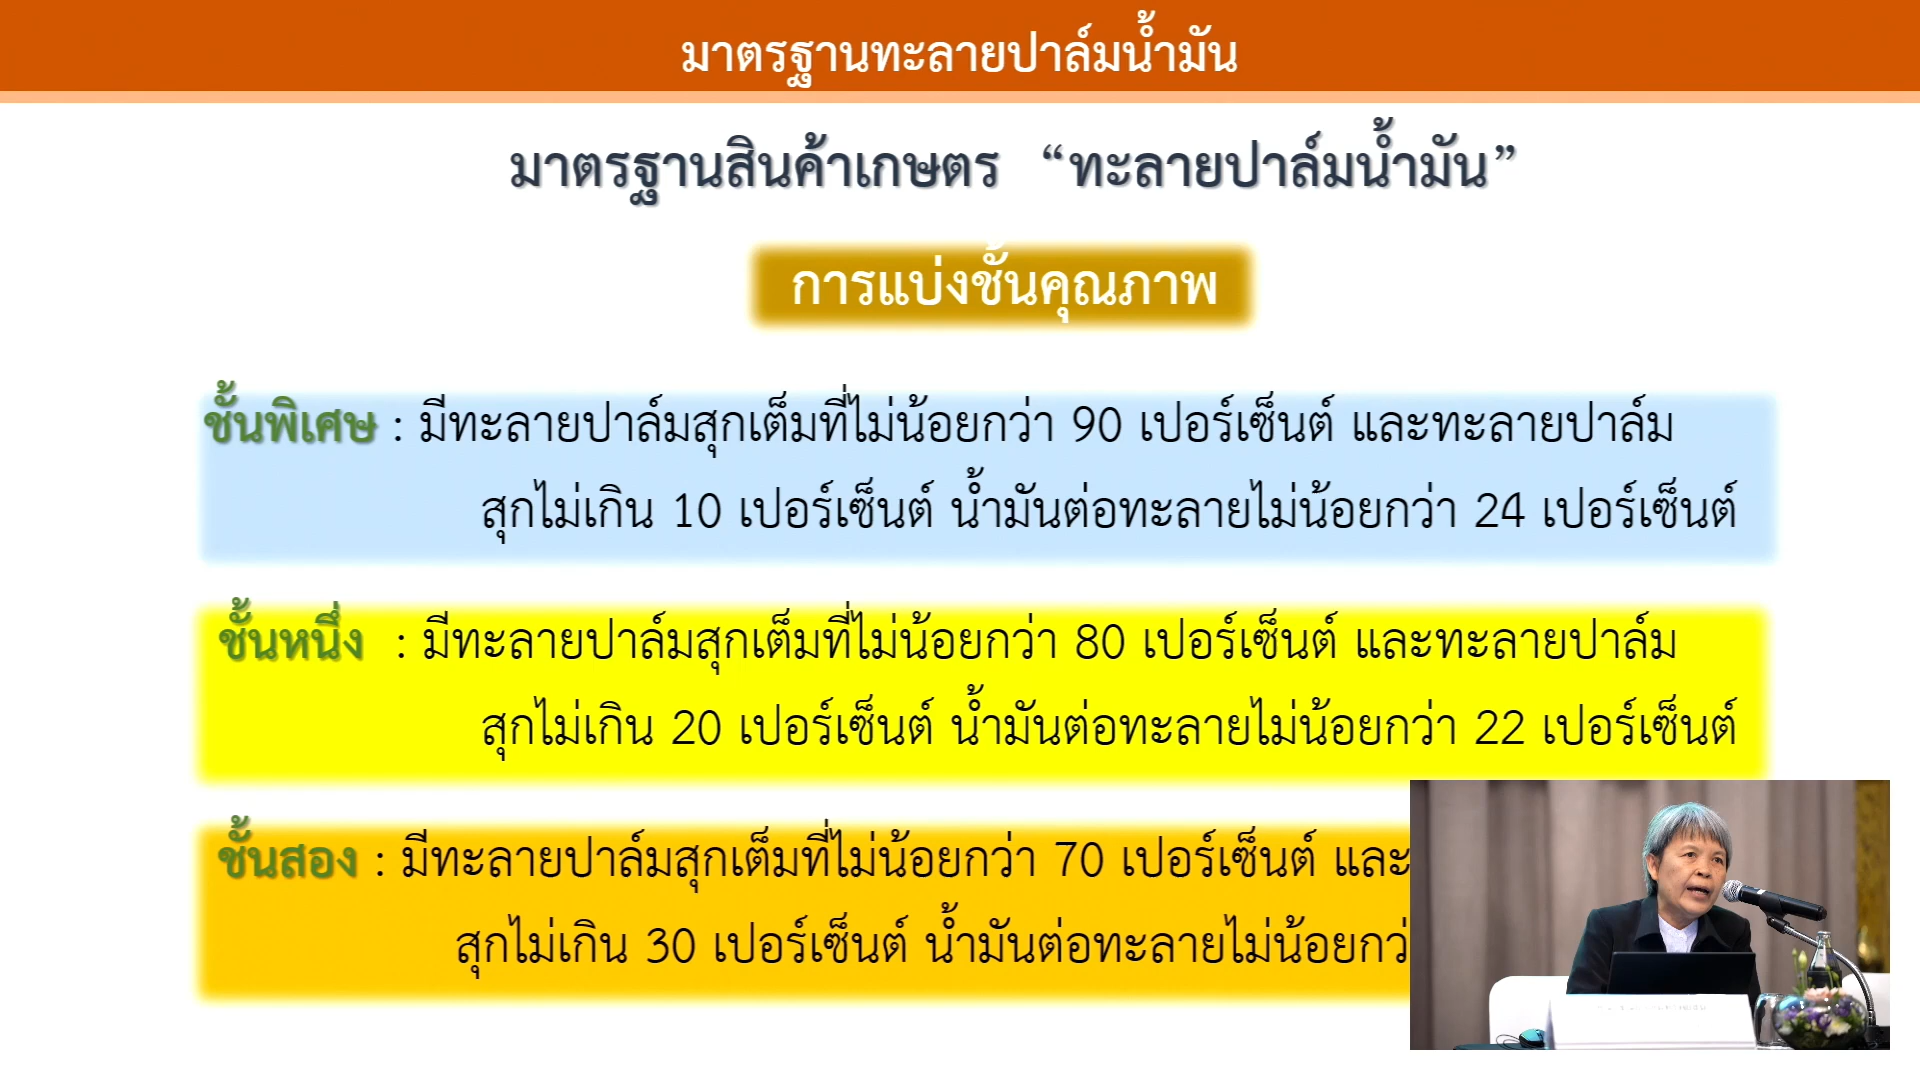 มาตรฐานทะลายปาล์มน้ำมัน
มาตรฐานสินค้าเกษตร “ทะลายปาล์มน้ำมัน”
การแบ่งชั้นคุณภาพ
ชั้นพิเศษ : มีทะลายปาล์มสุกเต็มที่ไม่น้อยกว่า 90 เปอร์เซ็นต์ และทะลายปาล์ม
สุกไม่เกิน 10 เปอร์เซ็นต์ น้ำมันต่อทะลายไม่น้อยกว่า 24 เปอร์เซ็นต์
ชั้นหนึ่ง : มีทะลายปาล์มสุกเต็มที่ไม่น้อยกว่า 80 เปอร์เซ็นต์ และทะลายปาล์ม
สุกไม่เกิน 20 เปอร์เซ็นต์ น้ำมันต่อทะลายไม่น้อยกว่า 22 เปอร์เซ็นต์
ชั้นสอง : มีทะลายปาล์มสุกเต็มที่ไม่น้อยกว่า 70 เปอร์เซ็นต์ และ
สุกไม่เกิน 30 เปอร์เซ็นต์ น้ำมันต่อทะลายไม่น้อยกว่